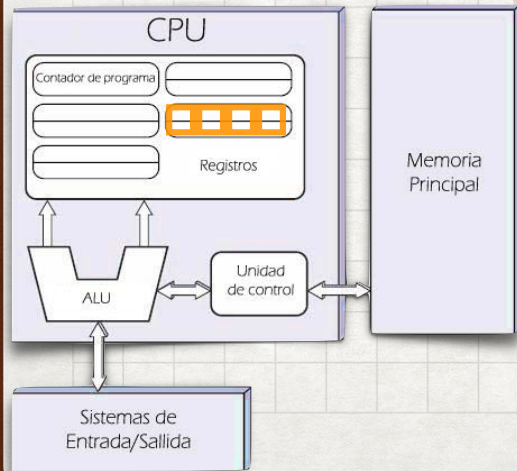 CPU
Contador de programa
Registros
Memoria
Principal
Unidad
de control
ALU
Sistemas de
Entrada/Sallida